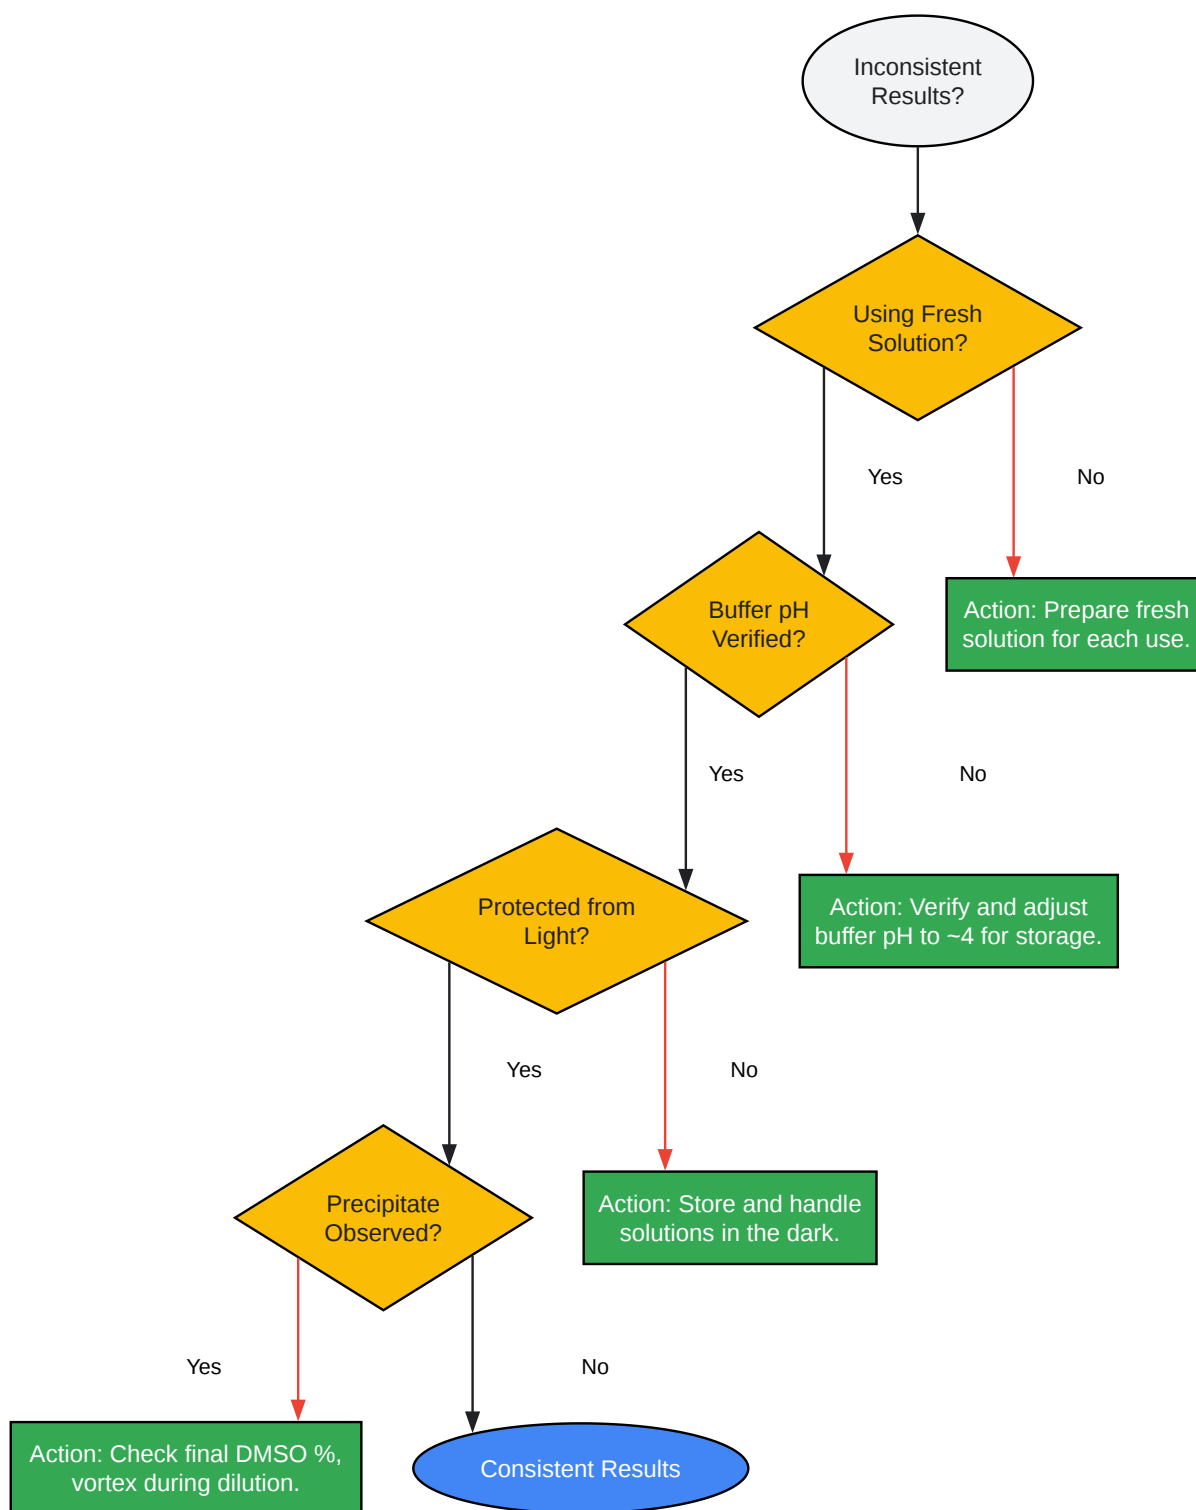 Inconsistent
Results?
Using Fresh
Solution?
Yes
No
Buffer pH
Verified?
Action: Prepare fresh
solution for each use.
Yes
No
Protected from
Light?
Action: Verify and adjust
buffer pH to ~4 for storage.
Yes
No
Precipitate
Observed?
Action: Store and handle
solutions in the dark.
Yes
No
Action: Check final DMSO %,
vortex during dilution.
Consistent Results